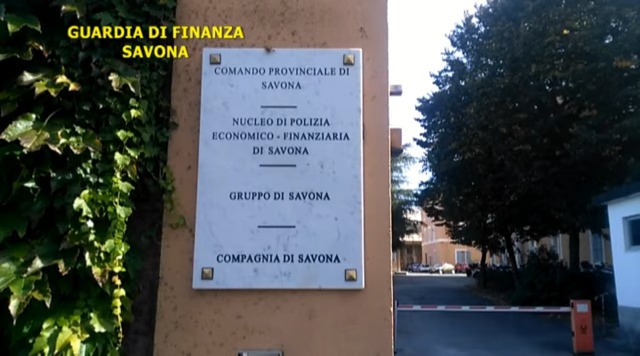 GUARDIA DI FINANZA
SAVONA
COMANDO PROVINCIALE DI
SAVONA
NUCLEO DI POLIZIA
ECONOMICO - FINANZIARIA
DI SAVONA
GRUPPO DI SAVONA
COMPAGNIA DI SAVONA